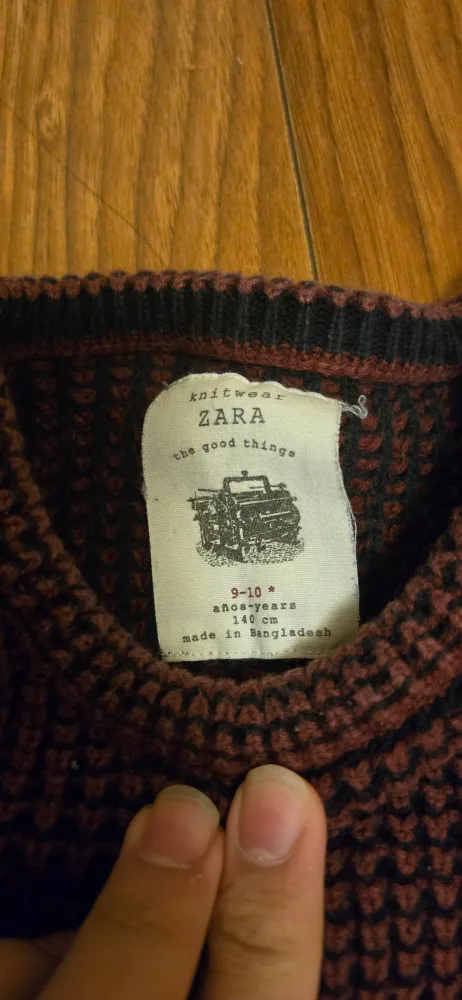 knitwear
ZARA
the good things
9-10 *
años-years
140 cm
made in Bangladesh